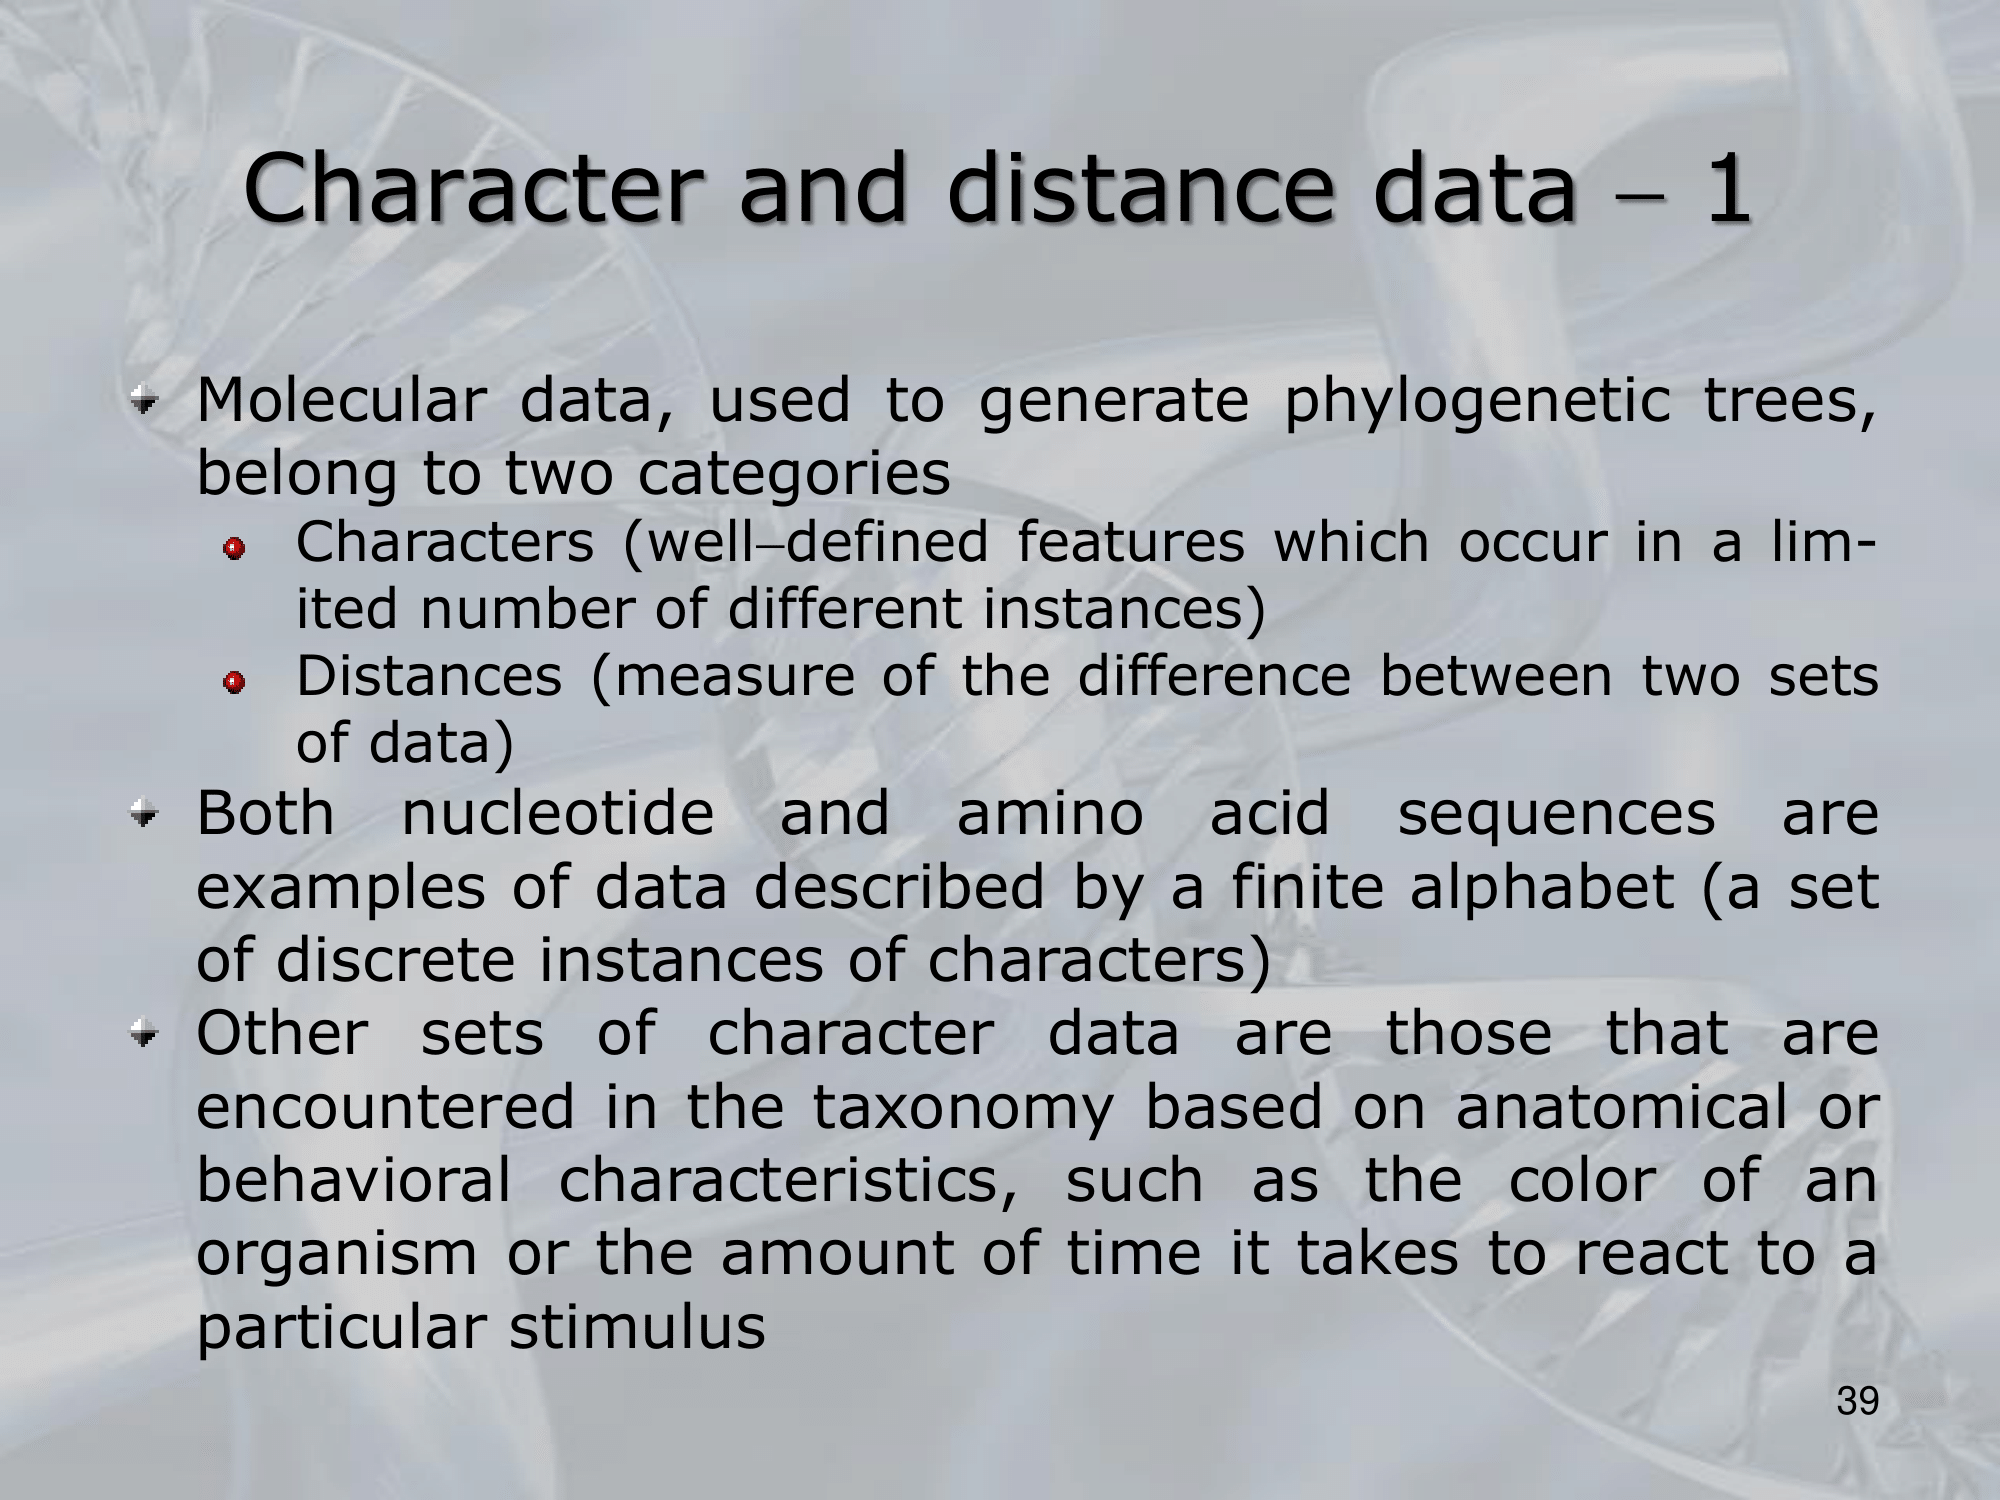 Character and distance data – 1
Molecular data, used to generate phylogenetic trees,
belong to two categories
Characters (well–defined features which occur in a lim-
ited number of different instances)
Distances (measure of the difference between two sets
of data)
Both nucleotide and amino acid sequences are
examples of data described by a finite alphabet (a set
of discrete instances of characters)
Other sets of character data are those that are
encountered in the taxonomy based on anatomical or
behavioral characteristics, such as the color of an
organism or the amount of time it takes to react to a
particular stimulus
39